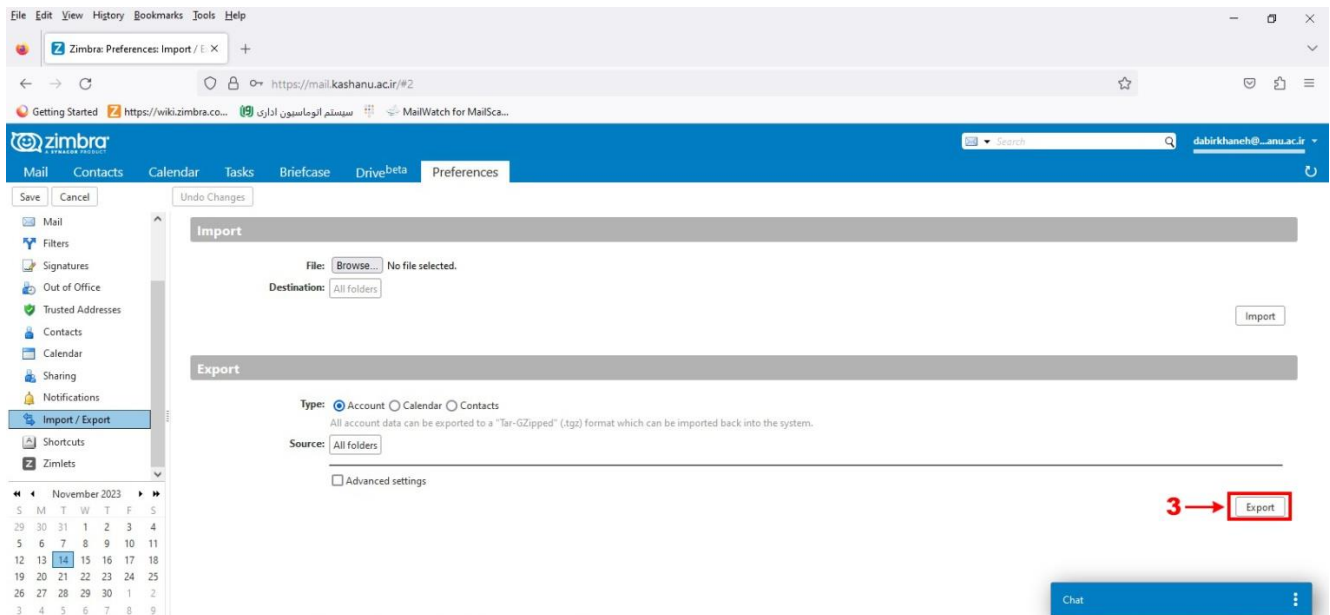 File Edit View History Bookmarks Tools Help
Zimbra: Preferences: Import / E
https://mail.kashanu.ac.ir/#2
Getting Started https://wiki.zimbra.co... سیستم اتوماسیون اداری (9) MailWatch for MailSca...
zimbra
A SYNACOR PRODUCT
Search
dabirkhaneh@...anu.ac.ir
Mail Contacts Calendar Tasks Briefcase Drivebeta Preferences
Save Cancel Undo Changes
Mail
Filters
Signatures
Out of Office
Trusted Addresses
Contacts
Calendar
Sharing
Notifications
Import / Export
Shortcuts
Zimlets
November 2023
S M T W T F S
29 30 31 1 2 3 4
5 6 7 8 9 10 11
12 13 14 15 16 17 18
19 20 21 22 23 24 25
26 27 28 29 30 1 2
3 4 5 6 7 8 9
Import
File: Browse... No file selected.
Destination: All folders
Import
Export
Type: Account Calendar Contacts
All account data can be exported to a "Tar-GZipped" (.tgz) format which can be imported back into the system.
Source: All folders
Advanced settings
3 Export
Chat